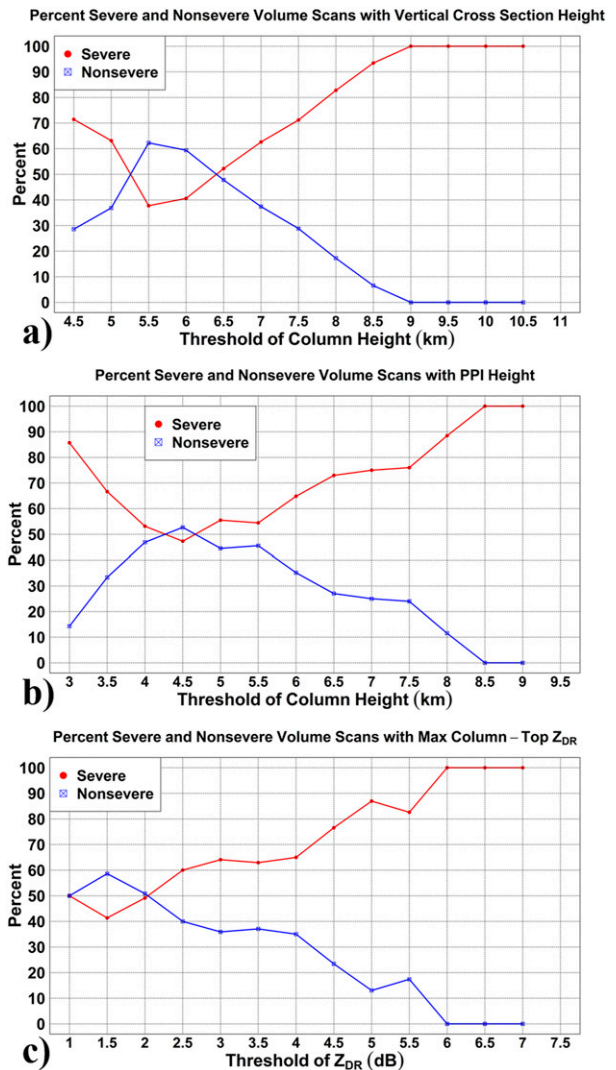 Percent Severe and Nonsevere Volume Scans with Vertical Cross Section Height
100
90
80
70
60
50
40
30
20
10
0
Percent
Severe
Nonsevere
4.5 5 5.5 6 6.5 7 7.5 8 8.5 9 9.5 10 10.5 11
a)
Threshold of Column Height (km)
Percent Severe and Nonsevere Volume Scans with PPI Height
100
90
80
70
60
50
40
30
20
10
0
Percent
Severe
Nonsevere
3 3.5 4 4.5 5 5.5 6 6.5 7 7.5 8 8.5 9 9.5
b)
Threshold of Column Height (km)
Percent Severe and Nonsevere Volume Scans with Max Column – Top ZDR
100
90
80
70
60
50
40
30
20
10
0
Percent
Severe
Nonsevere
1 1.5 2 2.5 3 3.5 4 4.5 5 5.5 6 6.5 7 7.5
c)
Threshold of ZDR (dB)